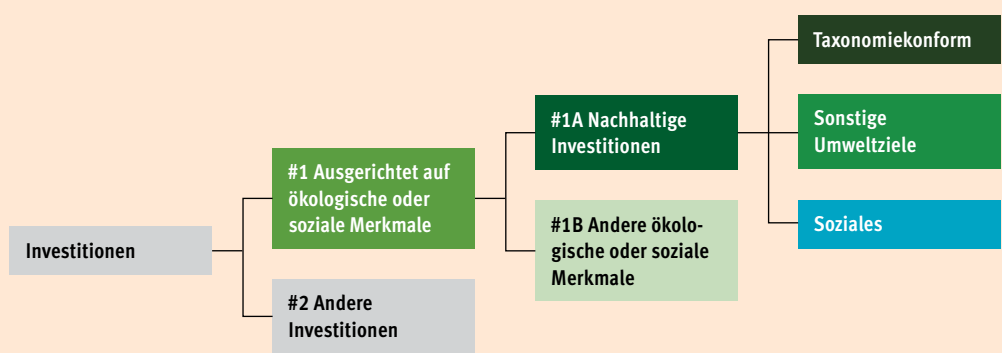 Investitionen
#1 Ausgerichtet auf
ökologische oder
soziale Merkmale
#2 Andere
Investitionen
#1A Nachhaltige
Investitionen
#1B Andere ökolo-
gische oder soziale
Merkmale
Taxonomiekonform
Sonstige
Umweltziele
Soziales